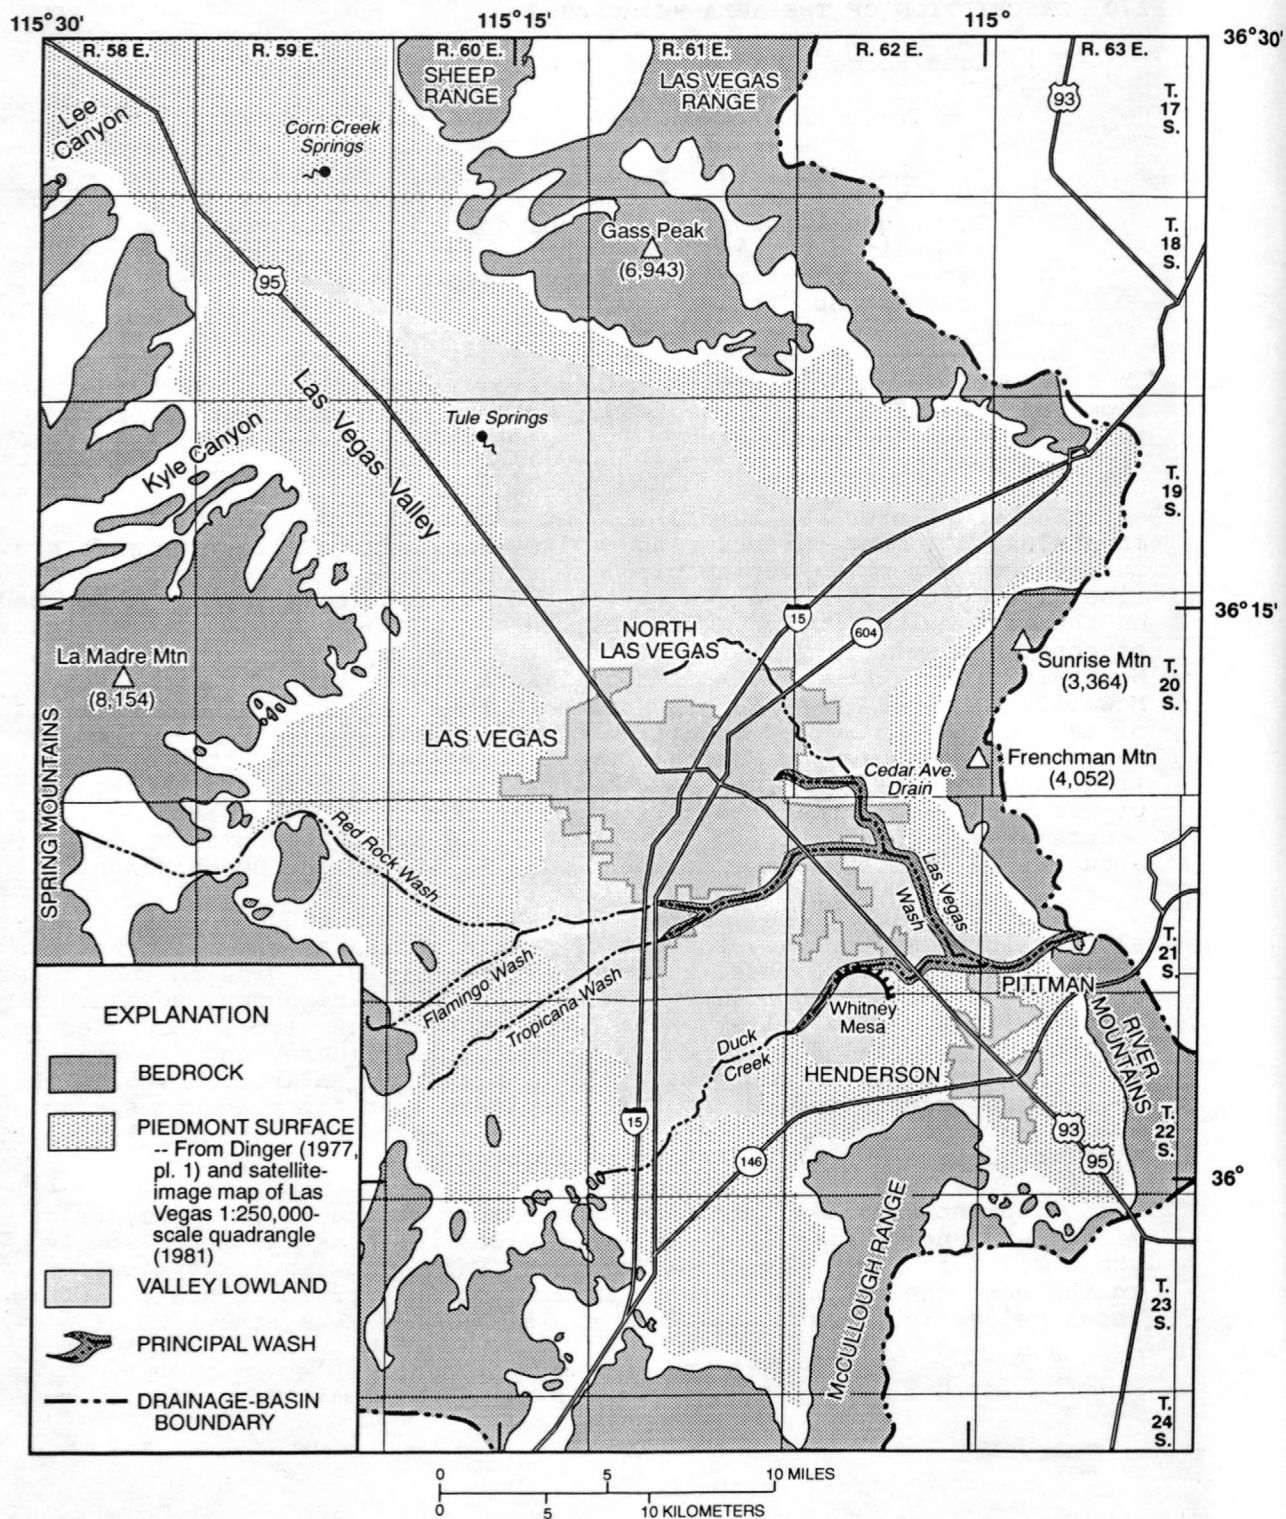 115° 30'
115° 15'
115°
36° 30'
R. 58 E.
R. 59 E.
R. 60 E.
R. 61 E.
R. 62 E.
R. 63 E.
SHEEP
RANGE
LAS VEGAS
RANGE
93
T.
17
S.
Lee
Canyon
Corn Creek
Springs
Gass Peak
(6,943)
T.
18
S.
95
Las Vegas Valley
Tule Springs
Kyle Canyon
T.
19
S.
36° 15'
15
604
NORTH
LAS VEGAS
La Madre Mtn
(8,154)
Sunrise Mtn
(3,364)
T.
20
S.
SPRING MOUNTAINS
LAS VEGAS
Frenchman Mtn
(4,052)
Cedar Ave.
Drain
Red Rock Wash
Las Vegas
Wash
Flamingo Wash
Tropicana Wash
T.
21
S.
PITTMAN
Whitney
Mesa
RIVER
MOUNTAINS
Duck
Creek
HENDERSON
15
146
93
95
T.
22
S.
36°
McCULLOUGH RANGE
T.
23
S.
T.
24
S.
EXPLANATION
BEDROCK
PIEDMONT SURFACE
-- From Dinger (1977,
pl. 1) and satellite-
image map of Las
Vegas 1:250,000-
scale quadrangle
(1981)
VALLEY LOWLAND
PRINCIPAL WASH
DRAINAGE-BASIN
BOUNDARY
0 5 10 MILES
0 5 10 KILOMETERS